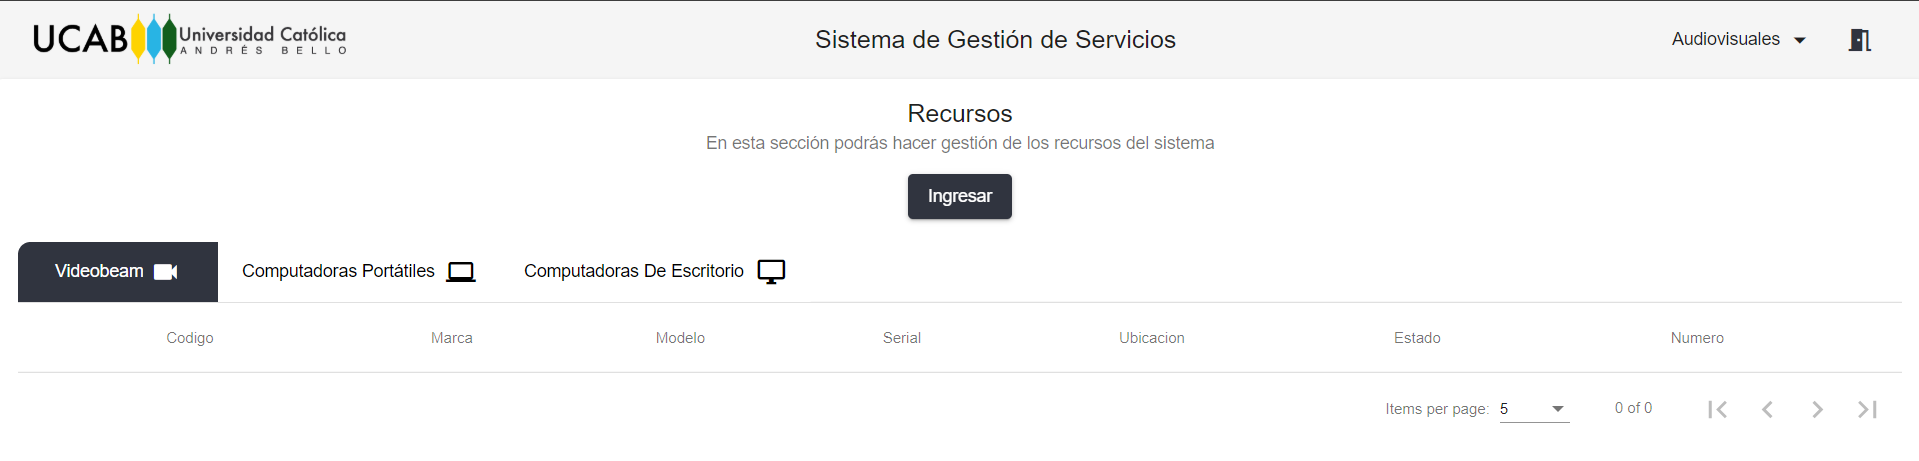 UCAB Universidad Católica
ANDRÉS BELLO
Sistema de Gestión de Servicios
Audiovisuales
Recursos
En esta sección podrás hacer gestión de los recursos del sistema
Ingresar
Videobeam Computadoras Portátiles Computadoras De Escritorio
Codigo Marca Modelo Serial Ubicacion Estado Numero
Items per page: 5 0 of 0